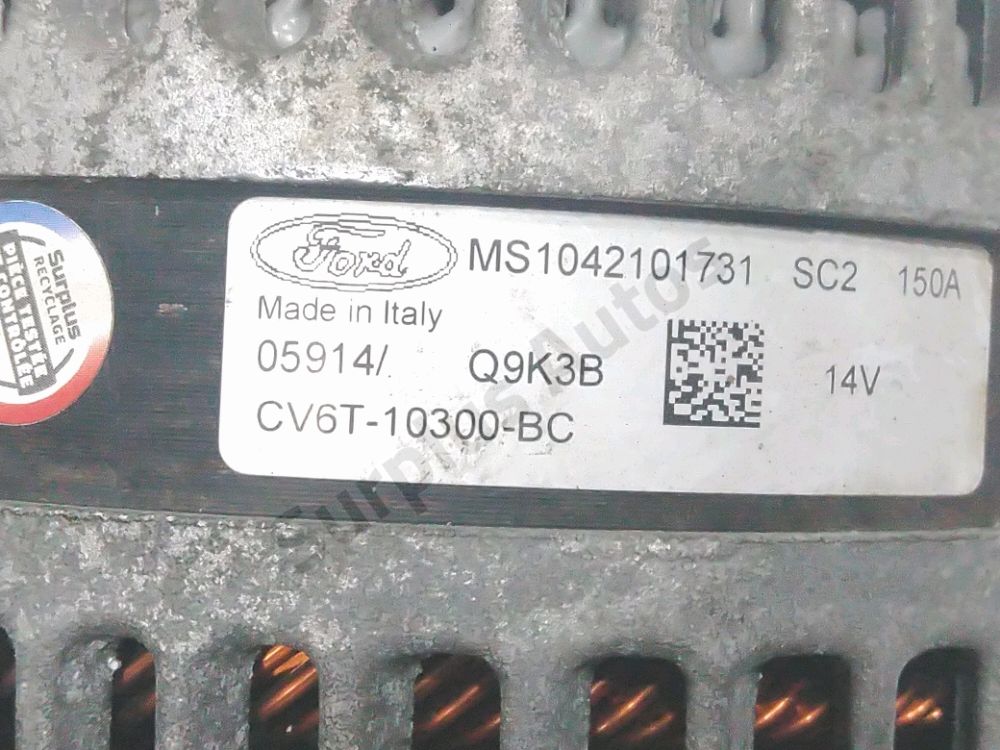 Ford MS1042101731 SC2 150A
Made in Italy
05914/ Q9K3B 14V
CV6T-10300-BC
Surplus
RECYCLAGE
PIECE TESTEE
CONTROLEE
Surplus Autos